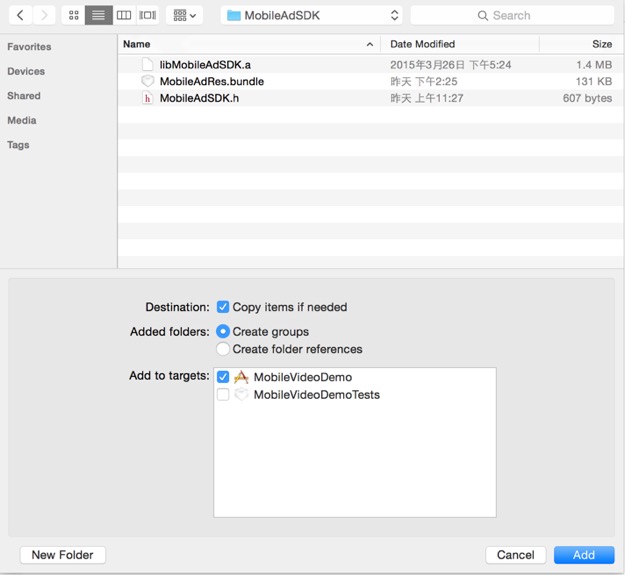 MobileAdSDK
Search
Favorites
Devices
Shared
Media
Tags
Name Date Modified Size
libMobileAdSDK.a 2015年3月26日 下午5:24 1.4 MB
MobileAdRes.bundle 昨天 下午2:25 131 KB
h MobileAdSDK.h 昨天 上午11:27 607 bytes
Destination: Copy items if needed
Added folders: Create groups
Create folder references
Add to targets: MobileVideoDemo
MobileVideoDemoTests
New Folder Cancel Add